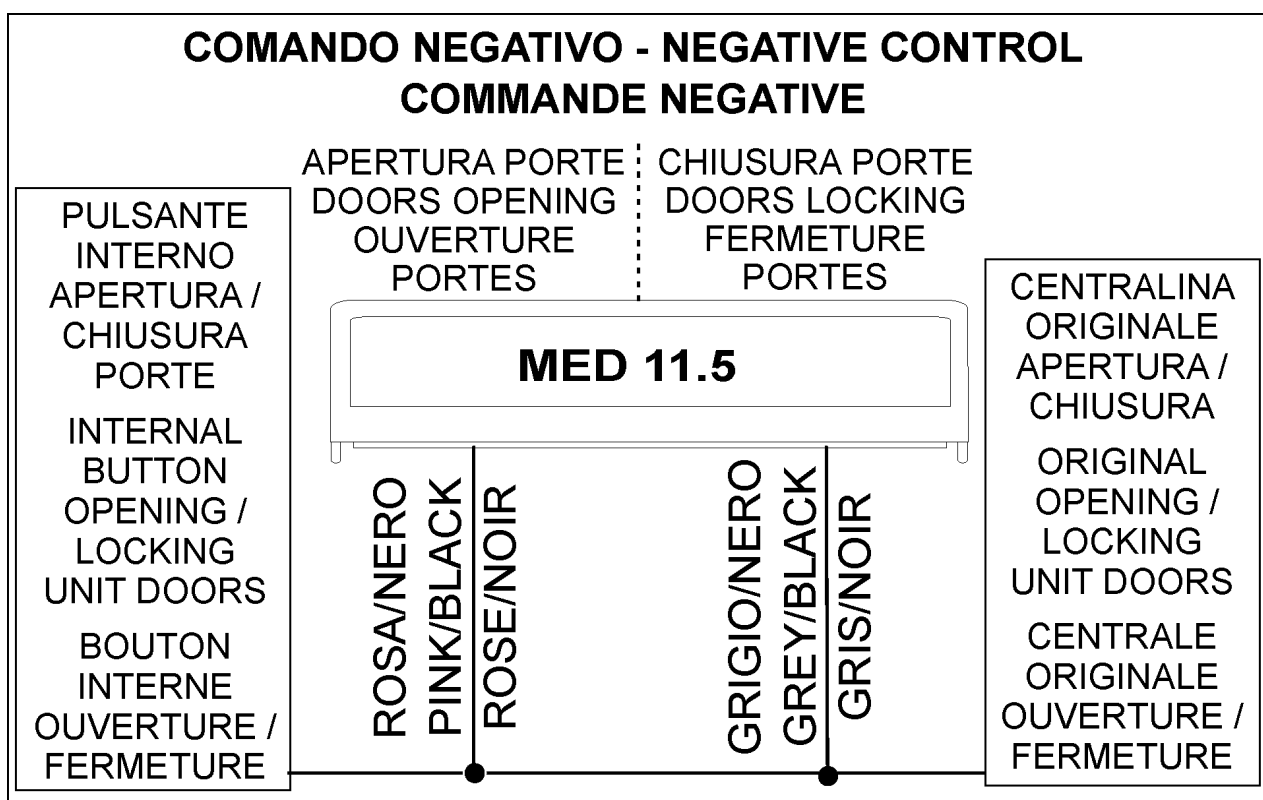 COMANDO NEGATIVO - NEGATIVE CONTROL
COMMANDE NEGATIVE
APERTURA PORTE
DOORS OPENING
OUVERTURE
PORTES
CHIUSURA PORTE
DOORS LOCKING
FERMETURE
PORTES
PULSANTE
INTERNO
APERTURA /
CHIUSURA
PORTE
INTERNAL
BUTTON
OPENING /
LOCKING
UNIT DOORS
BOUTON
INTERNE
OUVERTURE /
FERMETURE
MED 11.5
ROSA/NERO
PINK/BLACK
ROSE/NOIR
GRIGIO/NERO
GREY/BLACK
GRIS/NOIR
CENTRALINA
ORIGINALE
APERTURA /
CHIUSURA
ORIGINAL
OPENING /
LOCKING
UNIT DOORS
CENTRALE
ORIGINALE
OUVERTURE /
FERMETURE